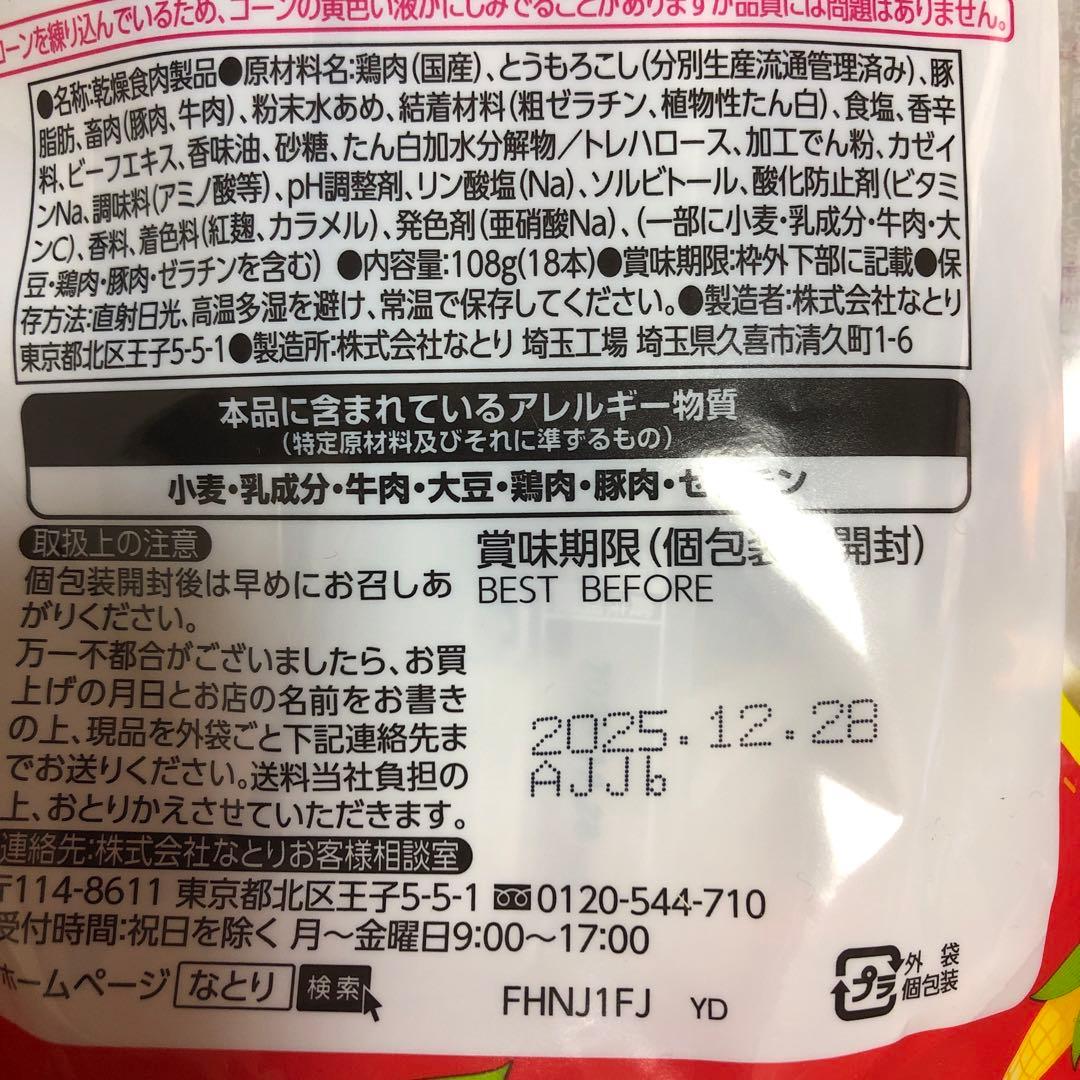 コーンを練り込んでいるため、コーンの黄色い液がにじみでることがありますが品質には問題はありません。
●名称:乾燥食肉製品●原材料名:鶏肉(国産)、とうもろこし(分別生産流通管理済み)、豚
脂肪、畜肉(豚肉、牛肉)、粉末水あめ、結着材料(粗ゼラチン、植物性たん白)、食塩、香辛
料、ビーフエキス、香味油、砂糖、たん白加水分解物/トレハロース、加工でん粉、カゼイ
ンNa、調味料(アミノ酸等)、pH調整剤、リン酸塩(Na)、ソルビトール、酸化防止剤(ビタミ
ンC)、香料、着色料(紅麹、カラメル)、発色剤(亜硝酸Na)、(一部に小麦・乳成分・牛肉・大
豆・鶏肉・豚肉・ゼラチンを含む) ●内容量:108g(18本)●賞味期限:枠外下部に記載●保
存方法:直射日光、高温多湿を避け、常温で保存してください。●製造者:株式会社なとり
東京都北区王子5-5-1●製造所:株式会社なとり 埼玉工場 埼玉県久喜市清久町1-6
本品に含まれているアレルギー物質
(特定原材料及びそれに準ずるもの)
小麦・乳成分・牛肉・大豆・鶏肉・豚肉・ゼラチン
取扱上の注意
個包装開封後は早めにお召しあ
がりください。
万一不都合がございましたら、お買
上げの月日とお店の名前をお書き
の上、現品を外袋ごと下記連絡先ま
でお送りください。送料当社負担の
上、おとりかえさせていただきます。
賞味期限(個包装 開封)
BEST BEFORE
2025.12.28
AJJb
連絡先:株式会社なとりお客様相談室
〒114-8611 東京都北区王子5-5-1 0120-544-710
受付時間:祝日を除く 月〜金曜日9:00〜17:00
ホームページ なとり 検索
FHNJ1FJ YD
プラ
外袋
個包装